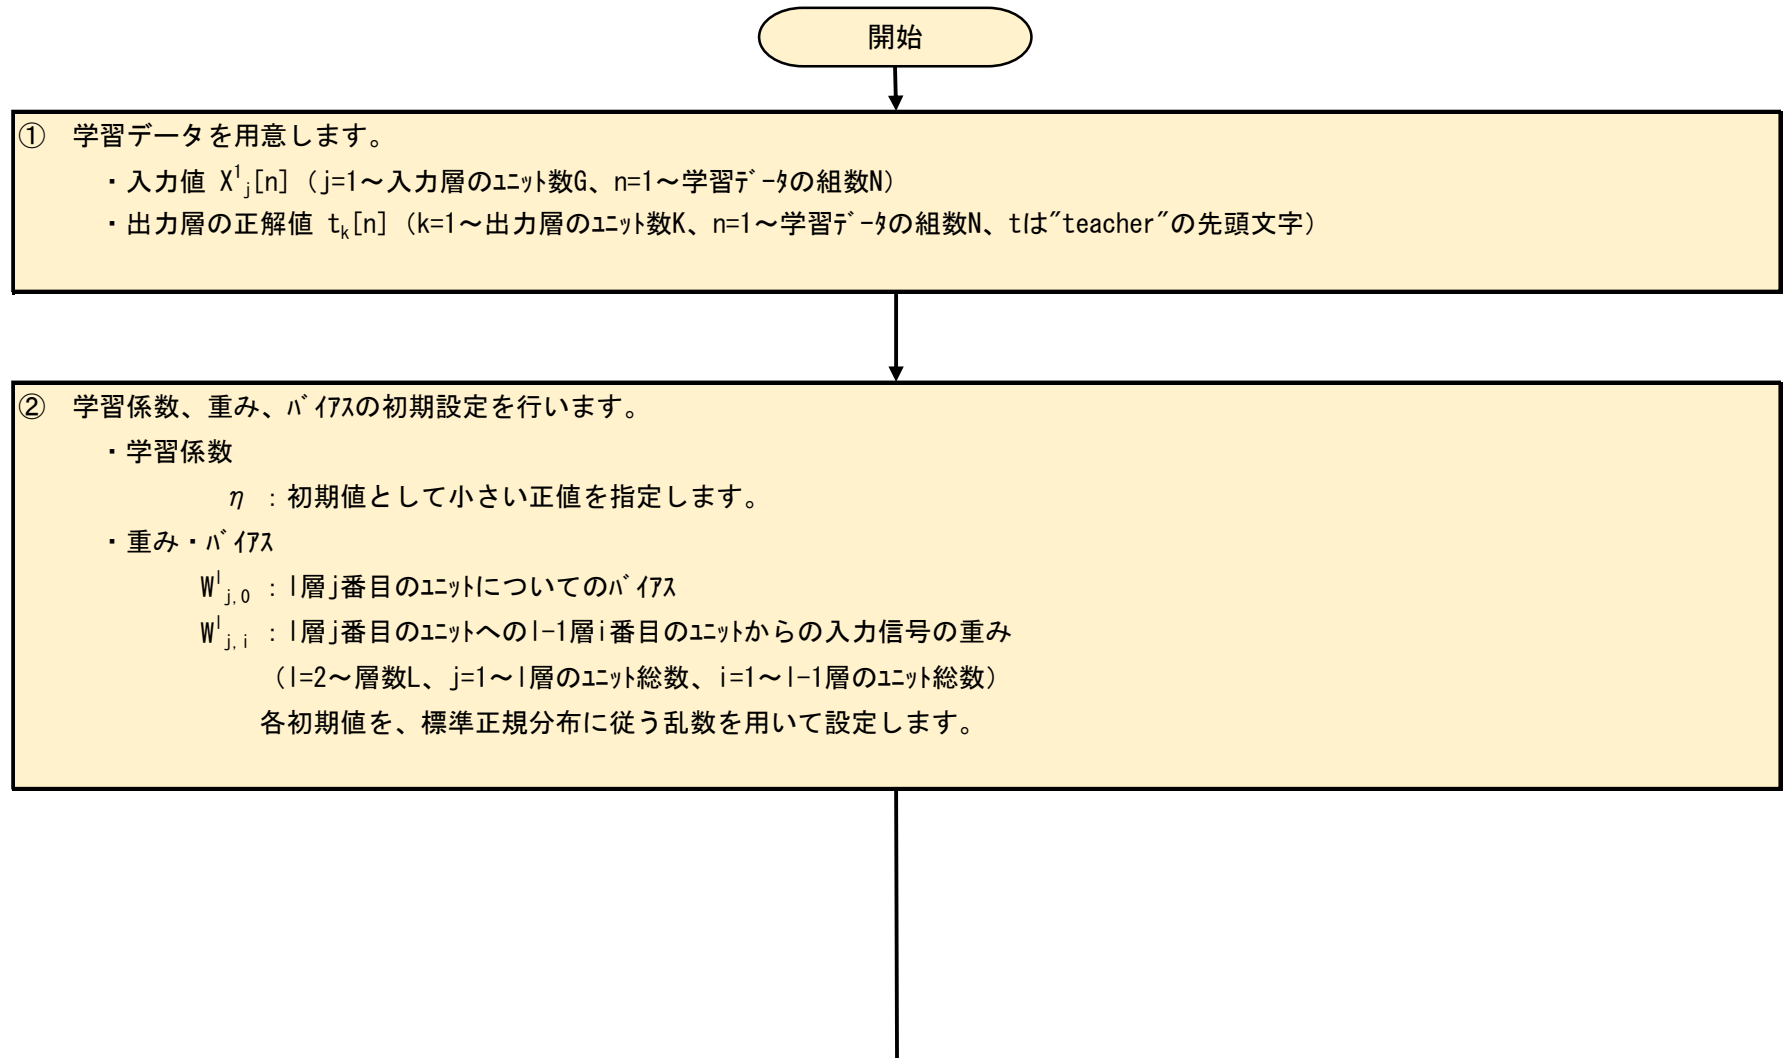 開始
① 学習データを用意します。
・入力値 X¹ⱼ[n] (j=1～入力層のﾕﾆｯﾄ数G、n=1～学習ﾃﾞｰﾀの組数N)
・出力層の正解値 tₖ[n] (k=1～出力層のﾕﾆｯﾄ数K、n=1～学習ﾃﾞｰﾀの組数N、tは"teacher"の先頭文字)
② 学習係数、重み、ﾊﾞｲｱｽの初期設定を行います。
・学習係数
η ：初期値として小さい正値を指定します。
・重み・ﾊﾞｲｱｽ
Wˡⱼ,₀ ：l層j番目のﾕﾆｯﾄについてのﾊﾞｲｱｽ
Wˡⱼ,ᵢ ：l層j番目のﾕﾆｯﾄへのl-1層i番目のﾕﾆｯﾄからの入力信号の重み
(l=2～層数L、j=1～l層のﾕﾆｯﾄ総数、i=1～l-1層のﾕﾆｯﾄ総数)
各初期値を、標準正規分布に従う乱数を用いて設定します。